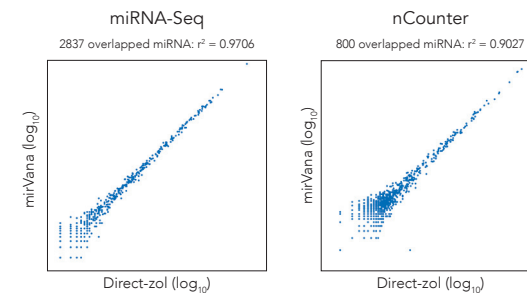 miRNA-Seq
2837 overlapped miRNA: r² = 0.9706
mirVana (log₁₀)
Direct-zol (log₁₀)
nCounter
800 overlapped miRNA: r² = 0.9027
mirVana (log₁₀)
Direct-zol (log₁₀)